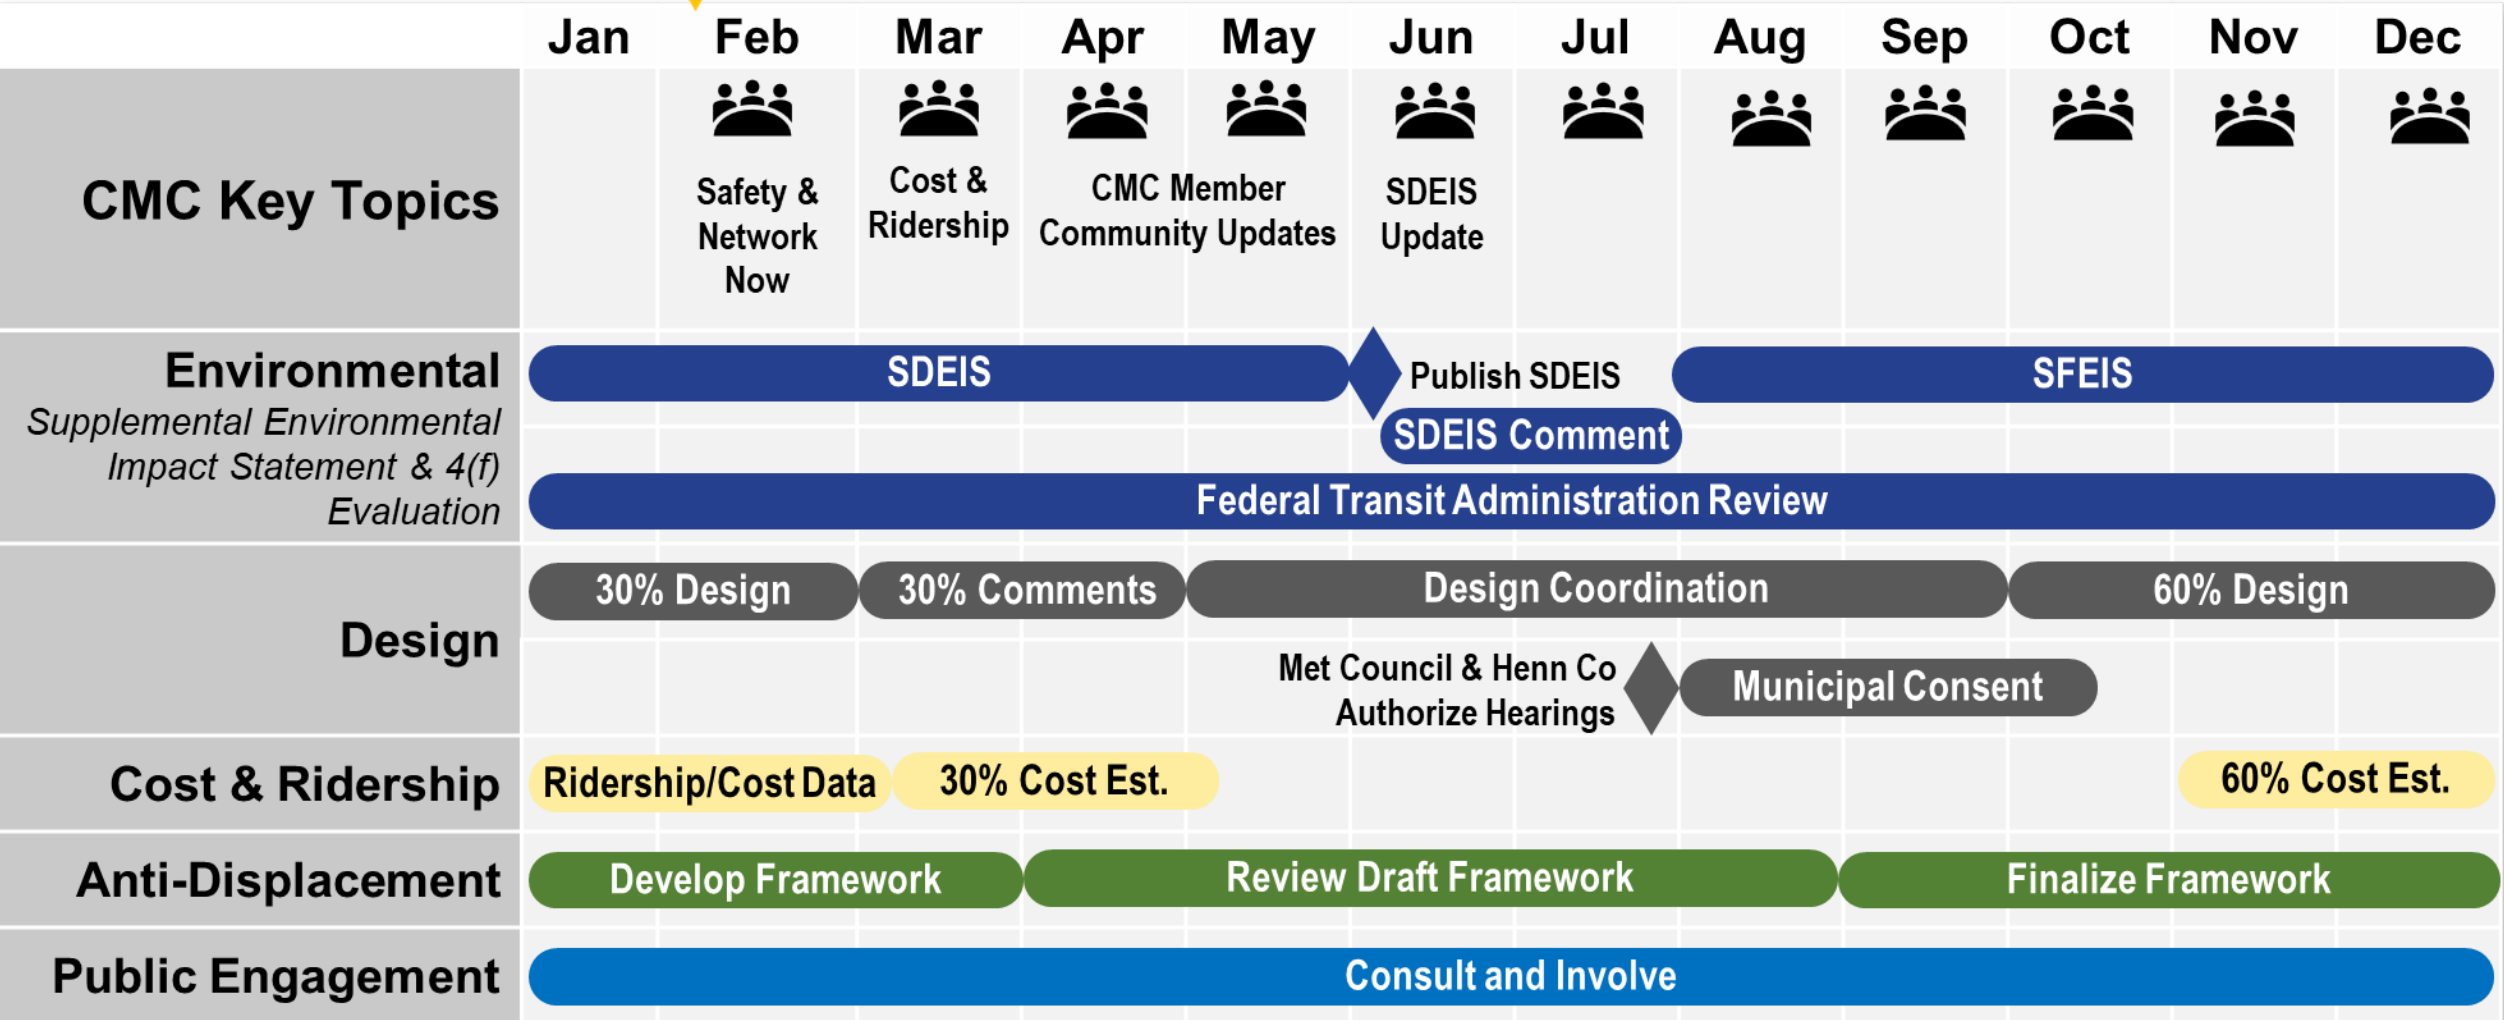 Jan Feb Mar Apr May Jun Jul Aug Sep Oct Nov Dec
CMC Key Topics
Safety &
Network
Now
Cost &
Ridership
CMC Member
Community Updates
SDEIS
Update
Environmental
Supplemental Environmental
Impact Statement & 4(f)
Evaluation
SDEIS
Publish SDEIS
SFEIS
SDEIS Comment
Federal Transit Administration Review
Design
30% Design
30% Comments
Design Coordination
60% Design
Met Council & Henn Co
Authorize Hearings
Municipal Consent
Cost & Ridership
Ridership/Cost Data
30% Cost Est.
60% Cost Est.
Anti-Displacement
Develop Framework
Review Draft Framework
Finalize Framework
Public Engagement
Consult and Involve